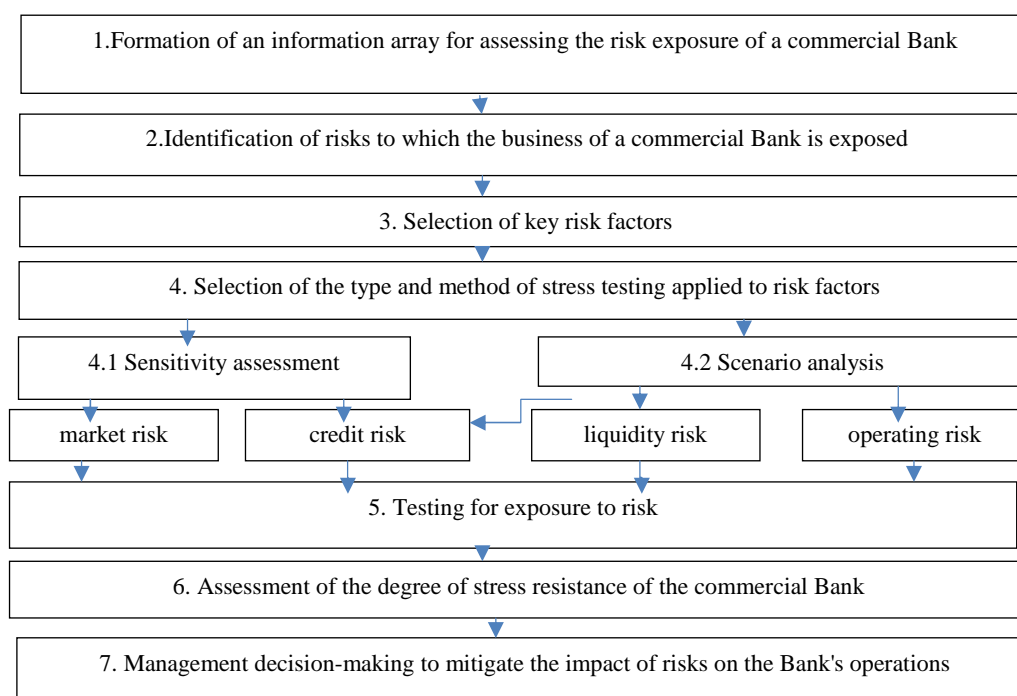 1.Formation of an information array for assessing the risk exposure of a commercial Bank
2.Identification of risks to which the business of a commercial Bank is exposed
3. Selection of key risk factors
4. Selection of the type and method of stress testing applied to risk factors
4.1 Sensitivity assessment
4.2 Scenario analysis
market risk
credit risk
liquidity risk
operating risk
5. Testing for exposure to risk
6. Assessment of the degree of stress resistance of the commercial Bank
7. Management decision-making to mitigate the impact of risks on the Bank's operations